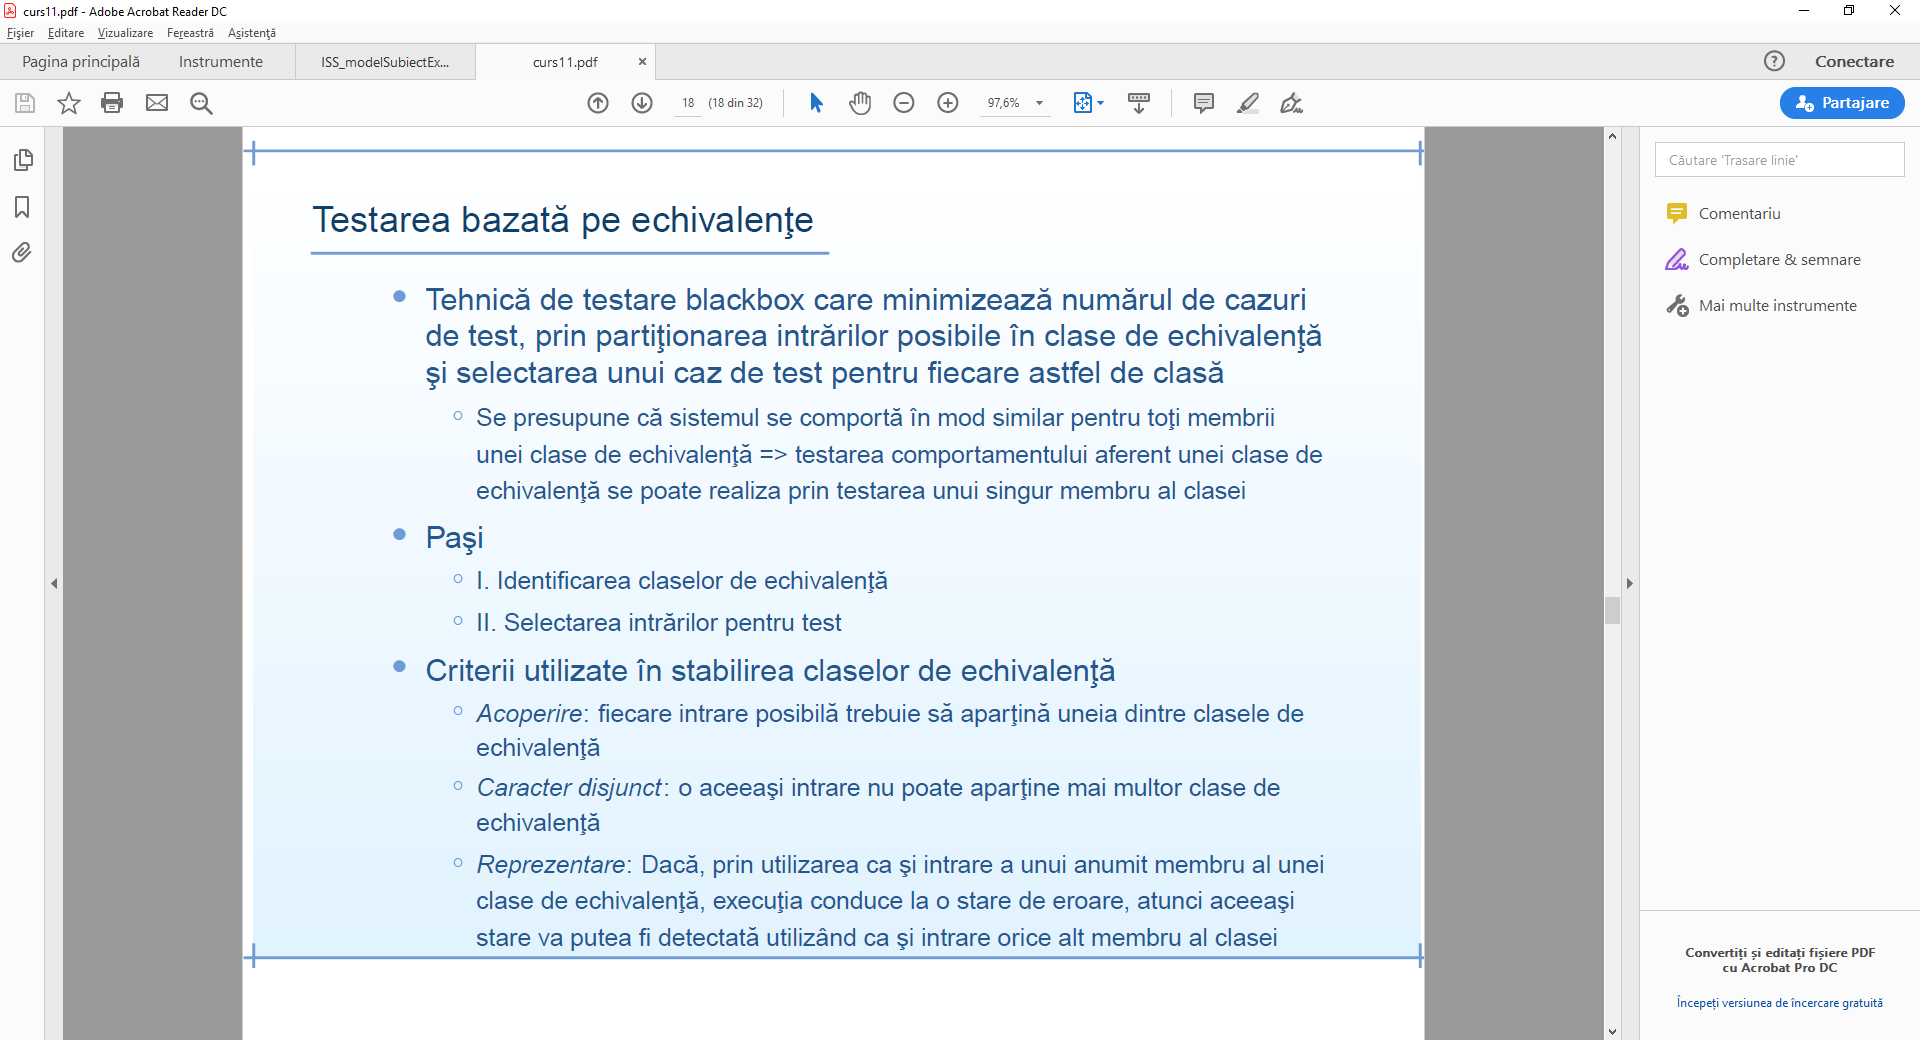 curs11.pdf - Adobe Acrobat Reader DC
Fișier Editare Vizualizare Fereastră Asistență
Pagina principală Instrumente ISS_modelSubiectEx... curs11.pdf × ? Conectare
18 (18 din 32) 97,6% Partajare
Testarea bazată pe echivalenţe
Tehnică de testare blackbox care minimizează numărul de cazuri
de test, prin partiţionarea intrărilor posibile în clase de echivalenţă
şi selectarea unui caz de test pentru fiecare astfel de clasă
Se presupune că sistemul se comportă în mod similar pentru toţi membrii
unei clase de echivalenţă => testarea comportamentului aferent unei clase de
echivalenţă se poate realiza prin testarea unui singur membru al clasei
Paşi
I. Identificarea claselor de echivalenţă
II. Selectarea intrărilor pentru test
Criterii utilizate în stabilirea claselor de echivalenţă
Acoperire: fiecare intrare posibilă trebuie să aparţină uneia dintre clasele de
echivalenţă
Caracter disjunct: o aceeaşi intrare nu poate aparţine mai multor clase de
echivalenţă
Reprezentare: Dacă, prin utilizarea ca şi intrare a unui anumit membru al unei
clase de echivalenţă, execuţia conduce la o stare de eroare, atunci aceeaşi
stare va putea fi detectată utilizând ca şi intrare orice alt membru al clasei
Căutare 'Trasare linie'
Comentariu
Completare & semnare
Mai multe instrumente
Convertiți și editați fișiere PDF
cu Acrobat Pro DC
Începeți versiunea de încercare gratuită